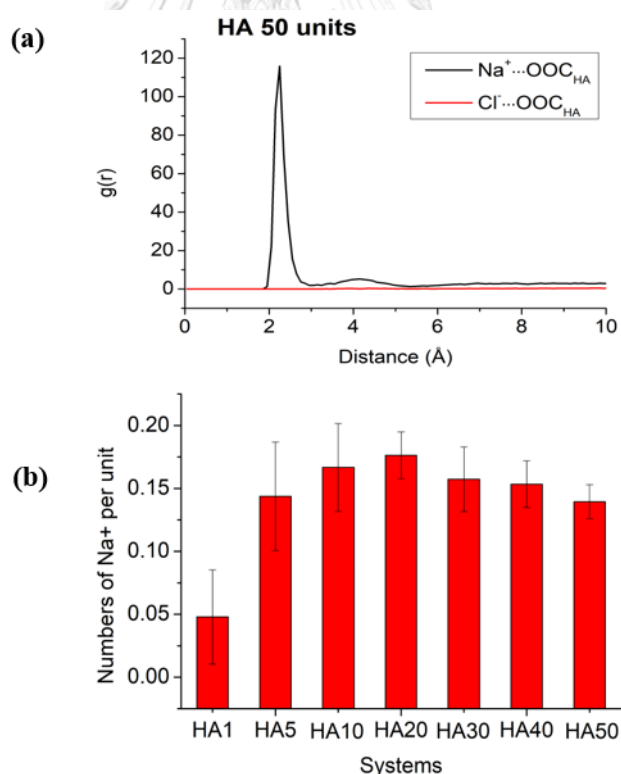 (a)
HA 50 units
Na⁺···OOC_HA
Cl⁻···OOC_HA
120
100
80
60
40
20
0
g(r)
0 2 4 6 8 10
Distance (Å)
(b)
0.20
0.15
0.10
0.05
0.00
Numbers of Na+ per unit
HA1 HA5 HA10 HA20 HA30 HA40 HA50
Systems